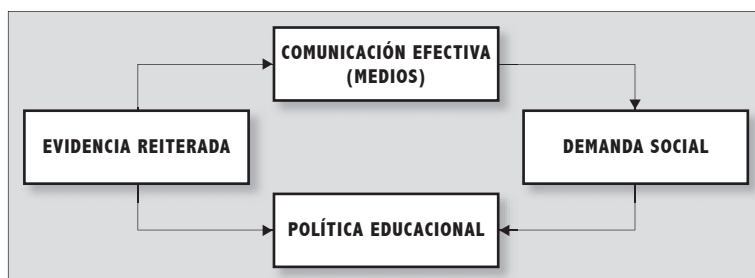 COMUNICACIÓN EFECTIVA
(MEDIOS)
EVIDENCIA REITERADA
DEMANDA SOCIAL
POLÍTICA EDUCACIONAL